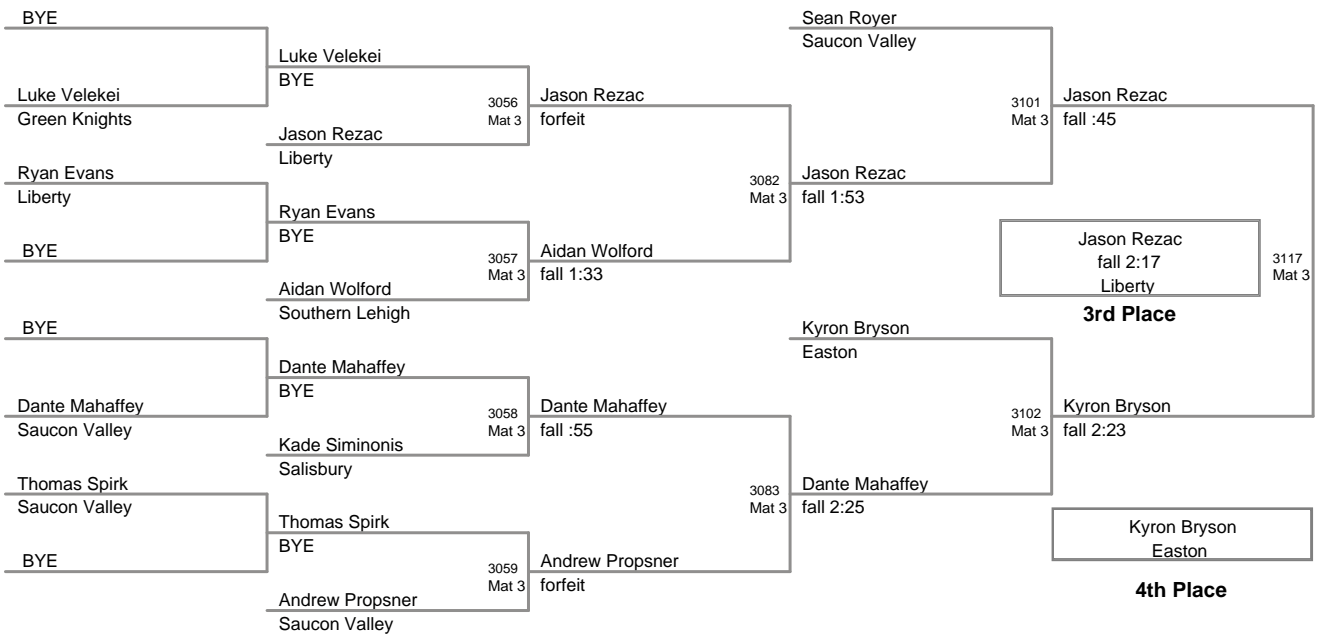 BYE
Luke Velekei
Green Knights
Ryan Evans
Liberty
BYE
BYE
Dante Mahaffey
Saucon Valley
Thomas Spirk
Saucon Valley
BYE
Luke Velekei
BYE
Jason Rezac
Liberty
Ryan Evans
BYE
Aidan Wolford
Southern Lehigh
Dante Mahaffey
BYE
Kade Siminonis
Salisbury
Thomas Spirk
BYE
Andrew Propsner
Saucon Valley
3056
Mat 3
Jason Rezac
forfeit
3057
Mat 3
Aidan Wolford
fall 1:33
3058
Mat 3
Dante Mahaffey
fall :55
3059
Mat 3
Andrew Propsner
forfeit
Sean Royer
Saucon Valley
3082
Mat 3
Jason Rezac
fall 1:53
Kyron Bryson
Easton
3083
Mat 3
Dante Mahaffey
fall 2:25
3101
Mat 3
Jason Rezac
fall :45
3102
Mat 3
Kyron Bryson
fall 2:23
3117
Mat 3
Jason Rezac
fall 2:17
Liberty
3rd Place
Kyron Bryson
Easton
4th Place